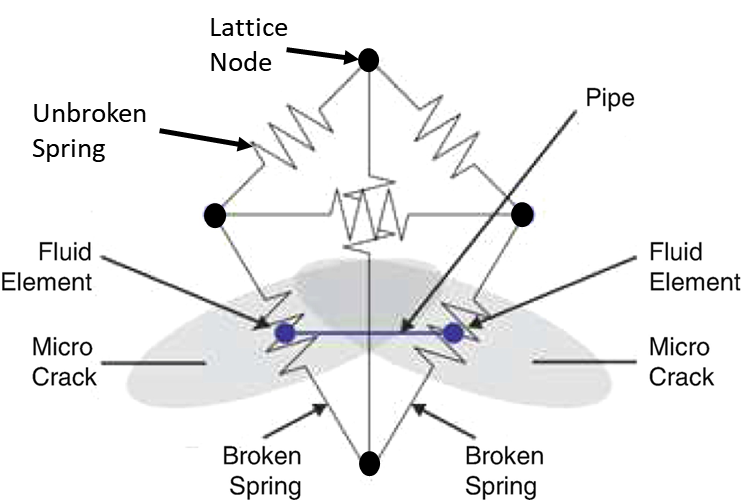 Lattice
Node
Pipe
Unbroken
Spring
Fluid
Element
Fluid
Element
Micro
Crack
Micro
Crack
Broken
Spring
Broken
Spring